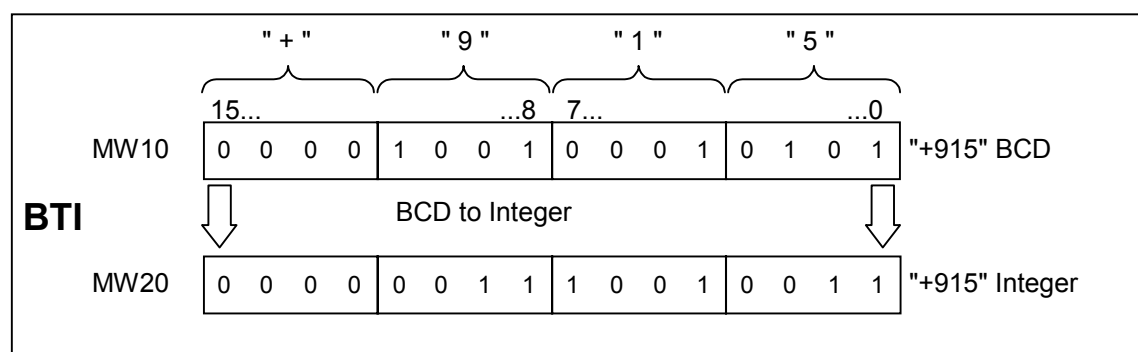 " + " " 9 " " 1 " " 5 "
15... ...8 7... ...0
MW10 0 0 0 0 1 0 0 1 0 0 0 1 0 1 0 1 "+915" BCD
BTI BCD to Integer
MW20 0 0 0 0 0 0 1 1 1 0 0 1 0 0 1 1 "+915" Integer